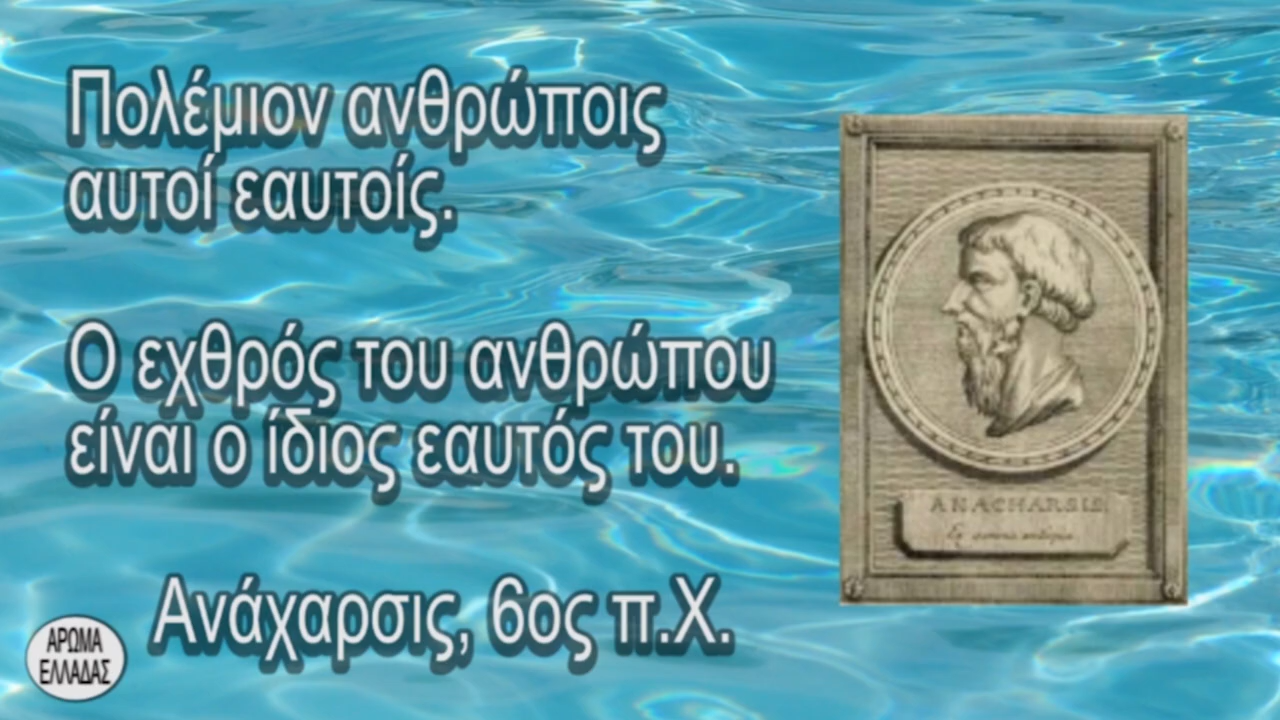 Πολέμιον ανθρώποις
αυτοί εαυτοίς.
Ο εχθρός του ανθρώπου
είναι ο ίδιος εαυτός του.
Ανάχαρσις, 6ος π.Χ.
ΑΡΩΜΑ
ΕΛΛΑΔΑΣ
ANACHARSIS